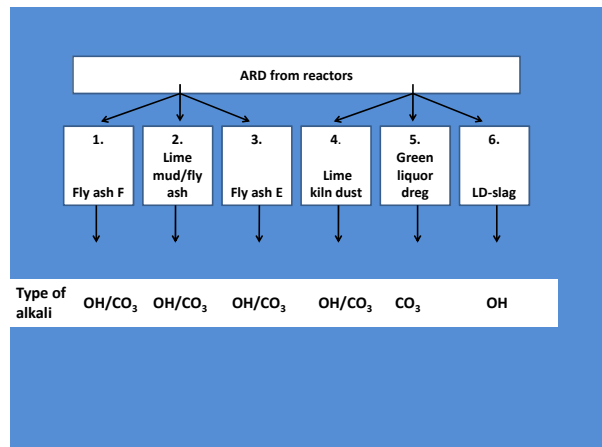 ARD from reactors
1.
Fly ash F
2.
Lime
mud/fly
ash
3.
Fly ash E
4.
Lime
kiln dust
5.
Green
liquor
dreg
6.
LD-slag
Type of
alkali
OH/CO₃ OH/CO₃ OH/CO₃ OH/CO₃ CO₃ OH